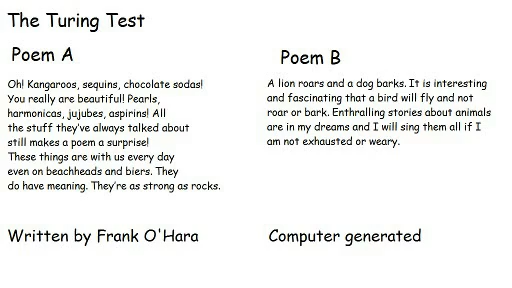 The Turing Test
Poem A
Oh! Kangaroos, sequins, chocolate sodas!
You really are beautiful! Pearls,
harmonicas, jujubes, aspirins! All
the stuff they've always talked about
still makes a poem a surprise!
These things are with us every day
even on beachheads and biers. They
do have meaning. They're as strong as rocks.
Written by Frank O'Hara
Poem B
A lion roars and a dog barks. It is interesting
and fascinating that a bird will fly and not
roar or bark. Enthralling stories about animals
are in my dreams and I will sing them all if I
am not exhausted or weary.
Computer generated